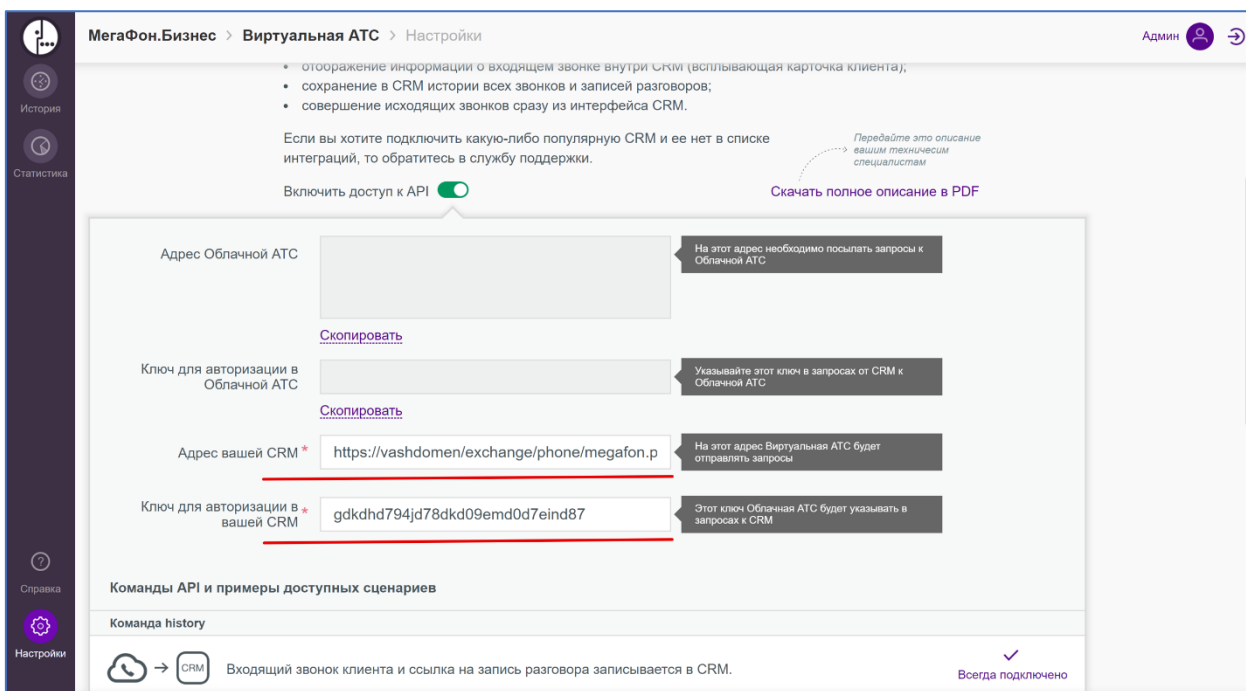 МегаФон.Бизнес > Виртуальная АТС > Настройки
Админ
История
Статистика
Справка
Настройки
• отображение информации о входящем звонке внутри CRM (всплывающая карточка клиента);
• сохранение в CRM истории всех звонков и записей разговоров;
• совершение исходящих звонков сразу из интерфейса CRM.
Если вы хотите подключить какую-либо популярную CRM и ее нет в списке
интеграций, то обратитесь в службу поддержки.
Передайте это описание
вашим техничесим
специалистам
Включить доступ к API
Скачать полное описание в PDF
Адрес Облачной АТС
На этот адрес необходимо посылать запросы к
Облачной АТС
Скопировать
Ключ для авторизации в
Облачной АТС
Указывайте этот ключ в запросах от CRM к
Облачной АТС
Скопировать
Адрес вашей CRM *
https://vashdomen/exchange/phone/megafon.p
На этот адрес Виртуальная АТС будет
отправлять запросы
Ключ для авторизации в *
вашей CRM
gdkdhd794jd78dkd09emd0d7eind87
Этот ключ Облачная АТС будет указывать в
запросах к CRM
Команды API и примеры доступных сценариев
Команда history
CRM
Входящий звонок клиента и ссылка на запись разговора записывается в CRM.
Всегда подключено